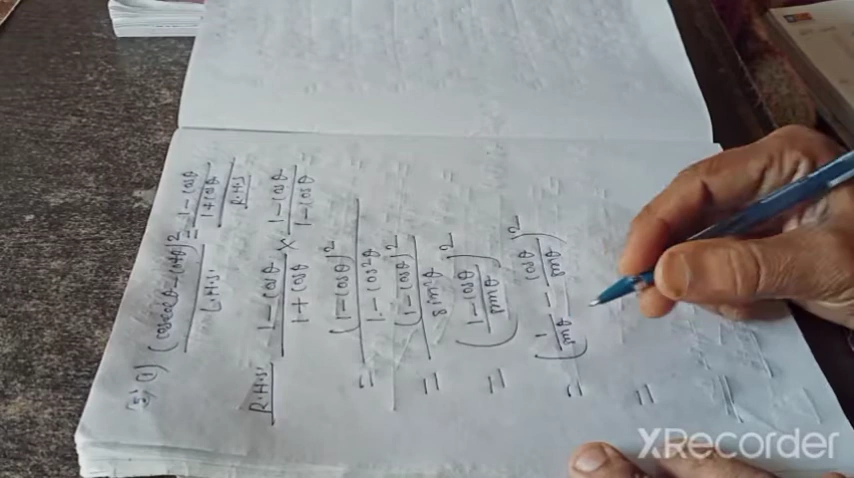 (5) (1) (cosecθ - cotθ)² = 1 - cosθ / 1 + cosθ
L.H.S. R.H.S
R.H.S. 1 - cosθ / 1 + cosθ × 1 - cosθ / 1 - cosθ
= (1 - cosθ)² / 1 - cos²θ
= (1 - cosθ)² / sin²θ
= (1 - cosθ / sinθ)²
= (1 / sinθ - cosθ / sinθ)²
=
XRecorder